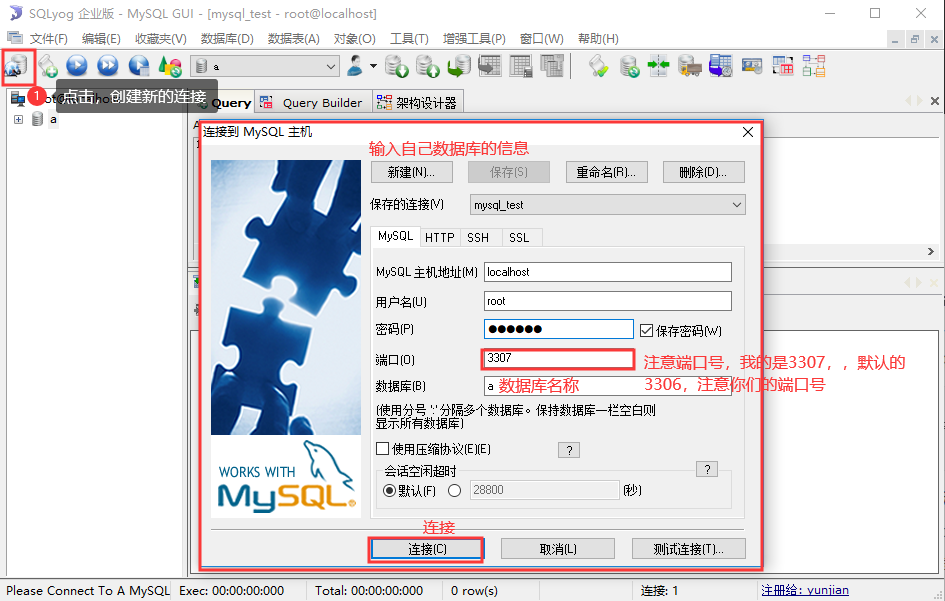 SQLyog 企业版 - MySQL GUI - [mysql_test - root@localhost]
文件(F) 编辑(E) 收藏夹(V) 数据库(D) 数据表(A) 对象(O) 工具(T) 增强工具(P) 窗口(W) 帮助(H)
a
1 点击，创建新的连接
Query Query Builder 架构设计器
a
连接到 MySQL 主机
输入自己数据库的信息
新建(N)... 保存(S) 重命名(R)... 删除(D)...
保存的连接(V) mysql_test
MySQL HTTP SSH SSL
MySQL 主机地址(M) localhost
用户名(U) root
密码(P) ●●●●●● 保存密码(W)
端口(O) 3307
注意端口号，我的是3307，，默认的
3306，注意你们的端口号
数据库(B) a 数据库名称
(使用分号 ';' 分隔多个数据库。保持数据库一栏空白则
显示所有数据库)
使用压缩协议(E)(E) ?
会话空闲超时 ?
默认(F) 28800 (秒)
WORKS WITH
MySQL®
连接
连接(C) 取消(L) 测试连接(T)...
Please Connect To A MySQL Exec: 00:00:00:000 Total: 00:00:00:000 0 row(s) 连接: 1 注册给: yunjian